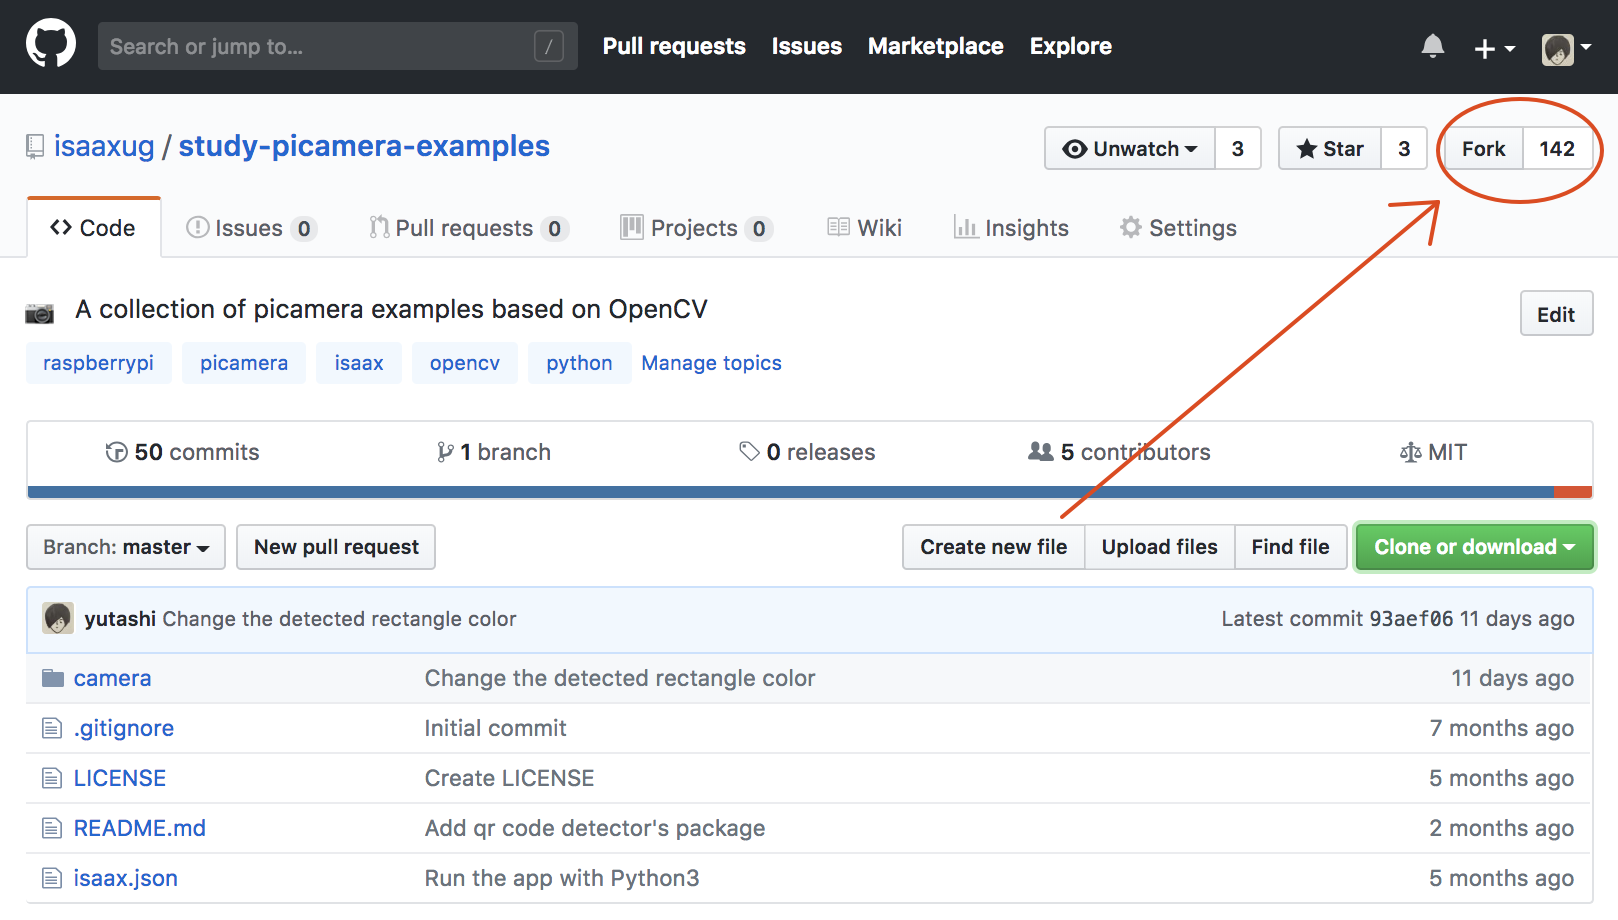 Search or jump to... / Pull requests Issues Marketplace Explore
isaaxug / study-picamera-examples Unwatch 3 Star 3 Fork 142
Code Issues 0 Pull requests 0 Projects 0 Wiki Insights Settings
A collection of picamera examples based on OpenCV Edit
raspberrypi picamera isaax opencv python Manage topics
50 commits 1 branch 0 releases 5 contributors MIT
Branch: master New pull request Create new file Upload files Find file Clone or download
yutashi Change the detected rectangle color Latest commit 93aef06 11 days ago
camera Change the detected rectangle color 11 days ago
.gitignore Initial commit 7 months ago
LICENSE Create LICENSE 5 months ago
README.md Add qr code detector's package 2 months ago
isaax.json Run the app with Python3 5 months ago